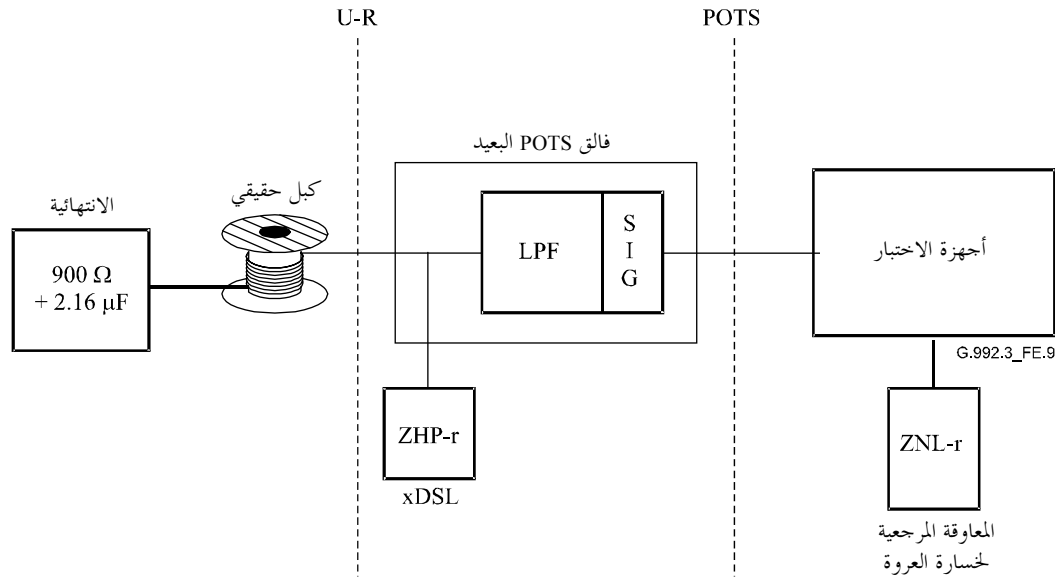 U-R
POTS
فالق POTS البعيد
كبل حقيقي
الانتهائية
900 Ω
+ 2.16 μF
LPF
S
I
G
أجهزة الاختبار
G.992.3_FE.9
ZHP-r
xDSL
ZNL-r
المعاوقة المرجعية
لخسارة العروة